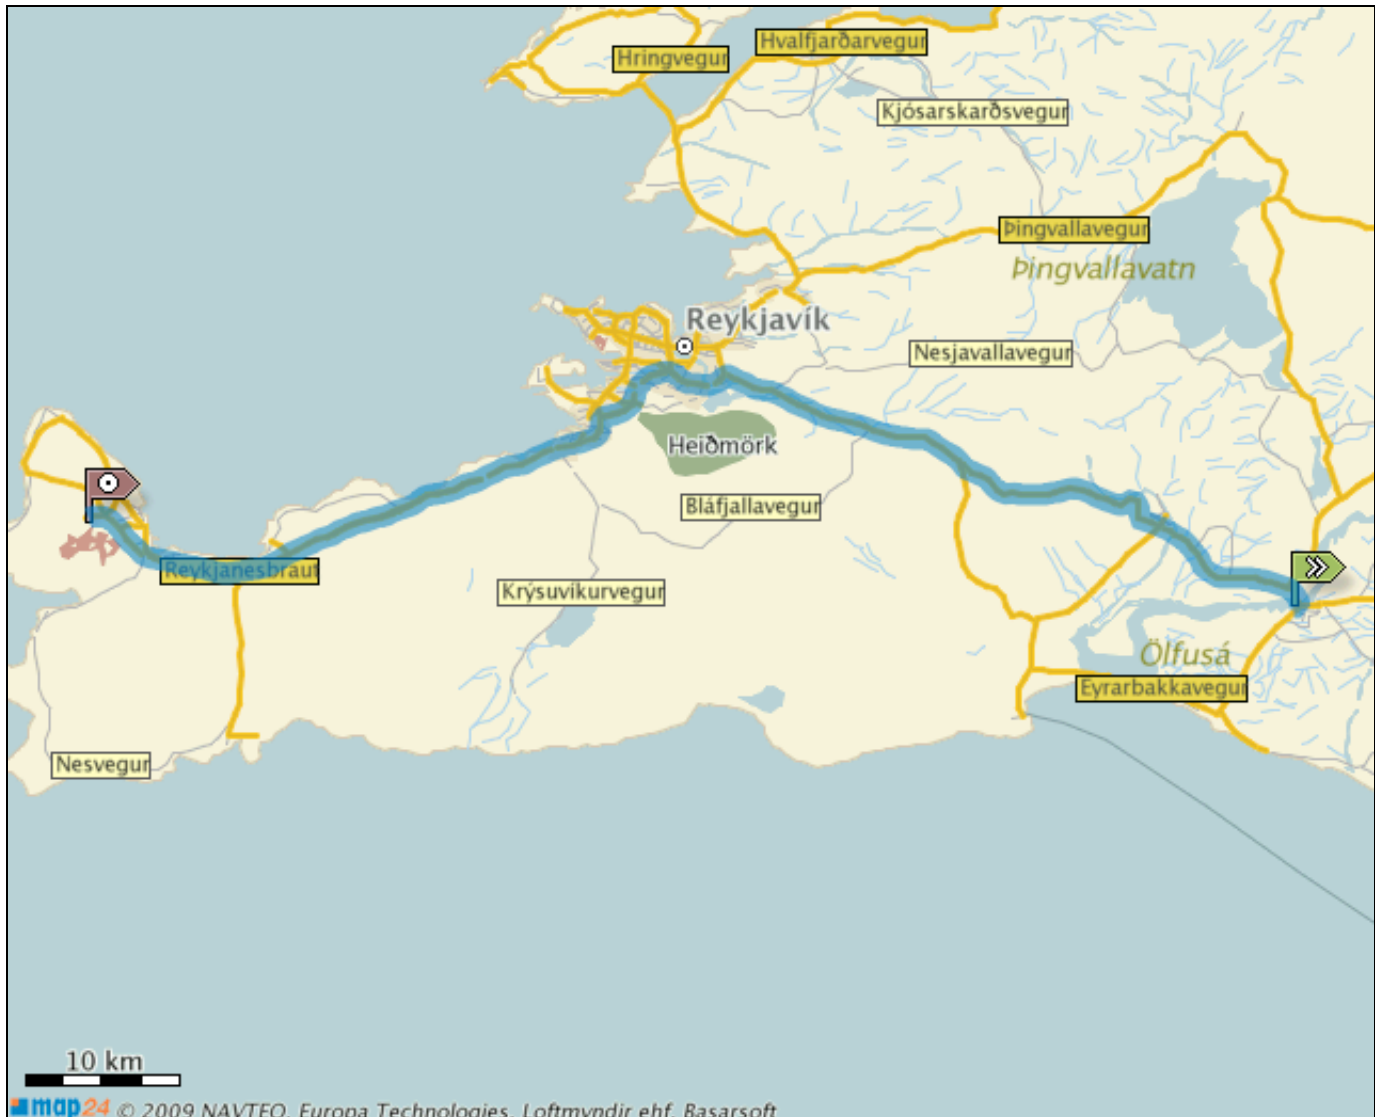 Hvalfjarðarvegur
Hringvegur
Kjósarskarðsvegur
Þingvallavegur
Þingvallavatn
Reykjavík
Nesjavallavegur
Heiðmörk
Bláfjallavegur
Reykjanesbraut
Krýsuvíkurvegur
Ölfusá
Eyrarbakkavegur
Nesvegur
10 km
map24 © 2009 NAVTEQ, Europa Technologies, Loftmyndir ehf, Basarsoft